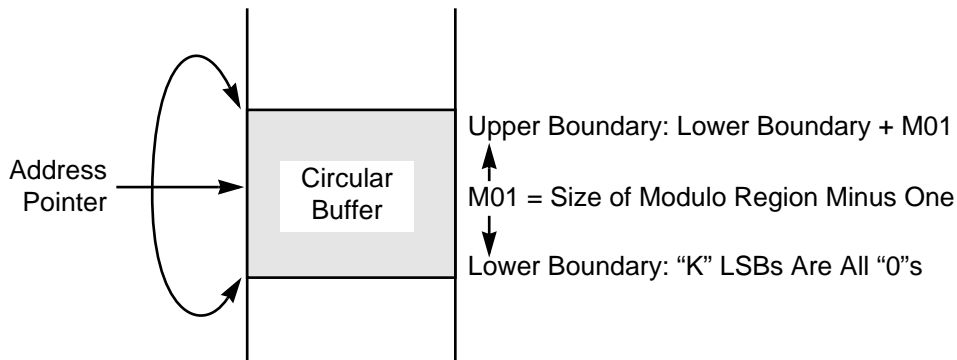 Upper Boundary: Lower Boundary + M01
Address
Pointer
Circular
Buffer
M01 = Size of Modulo Region Minus One
Lower Boundary: “K” LSBs Are All “0”s